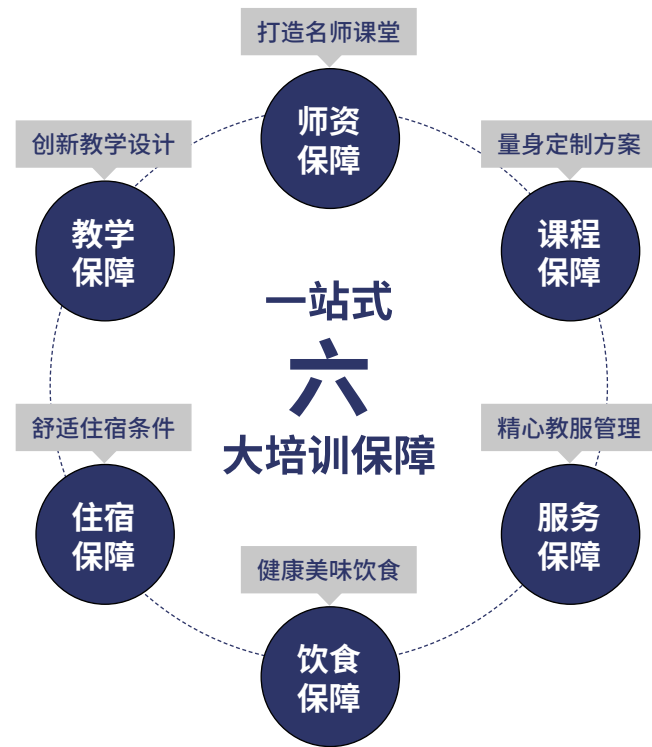 打造名师课堂
师资
保障
创新教学设计
教学
保障
量身定制方案
课程
保障
一站式
六
大培训保障
舒适住宿条件
住宿
保障
精心教服管理
服务
保障
健康美味饮食
饮食
保障